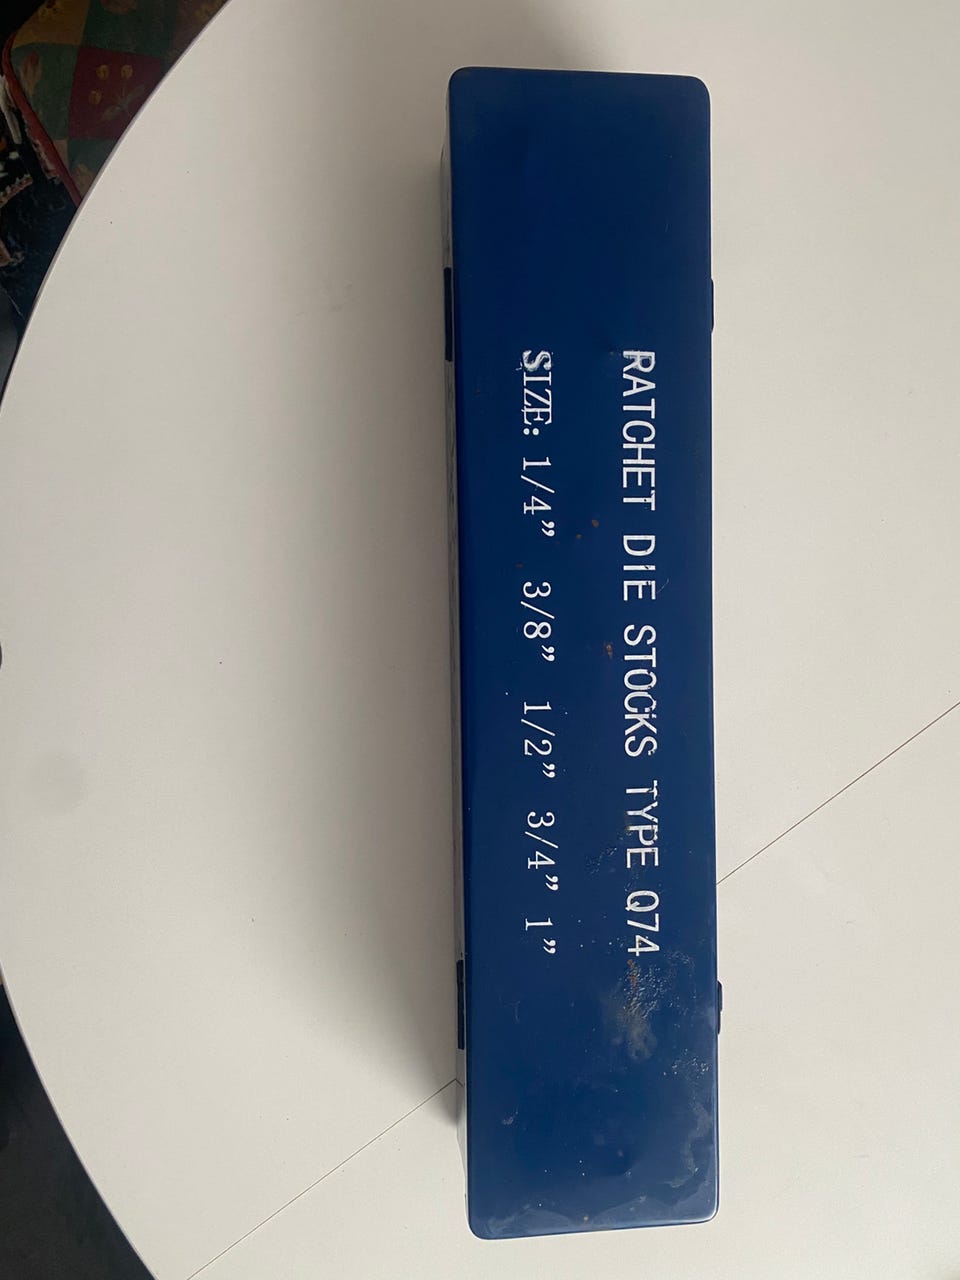 RATCHET DIE STOCKS TYPE Q74
SIZE: 1/4” 3/8” 1/2” 3/4” 1”